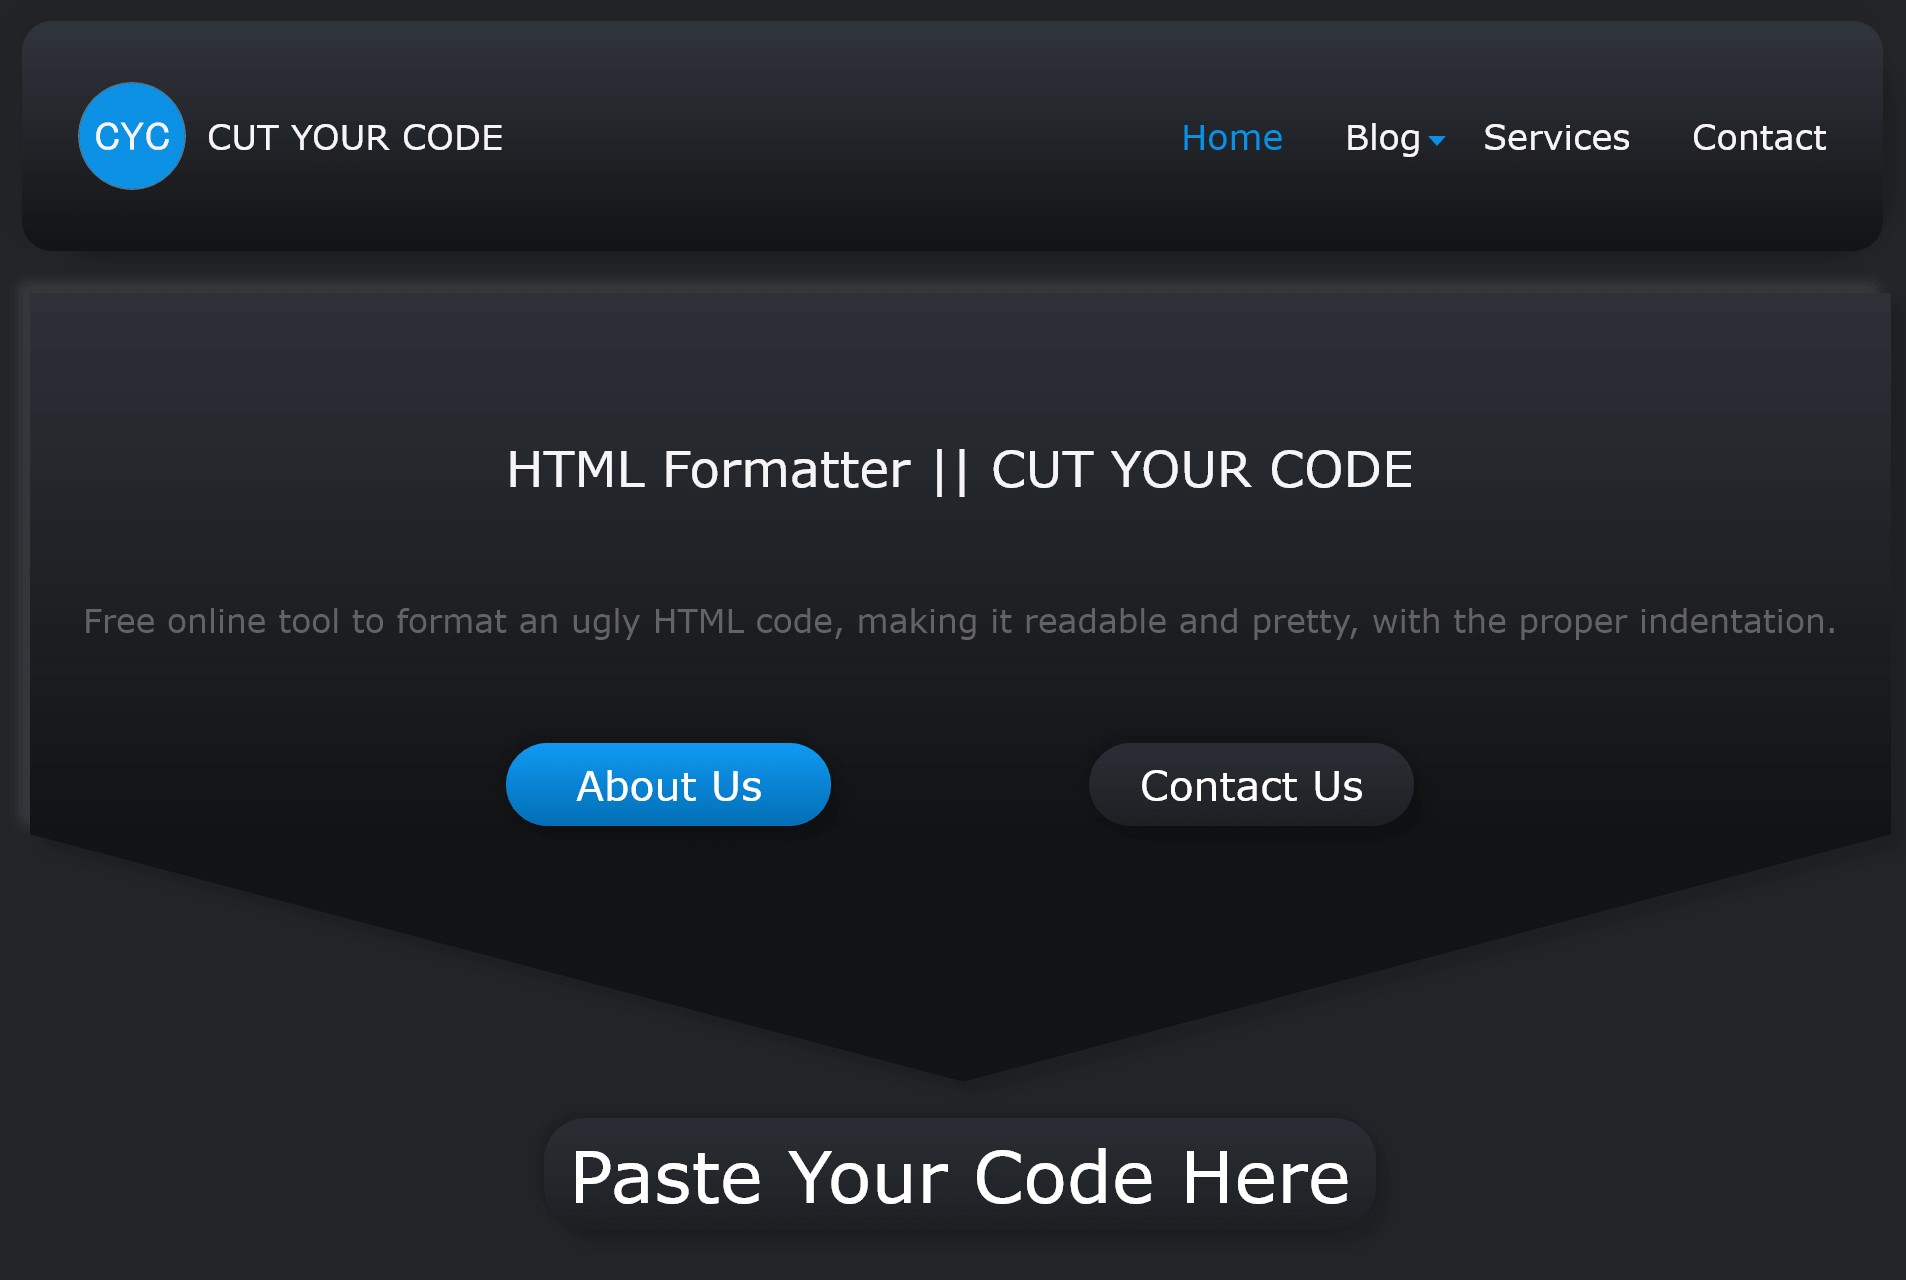 CYC CUT YOUR CODE Home Blog Services Contact
HTML Formatter || CUT YOUR CODE
Free online tool to format an ugly HTML code, making it readable and pretty, with the proper indentation.
About Us Contact Us
Paste Your Code Here